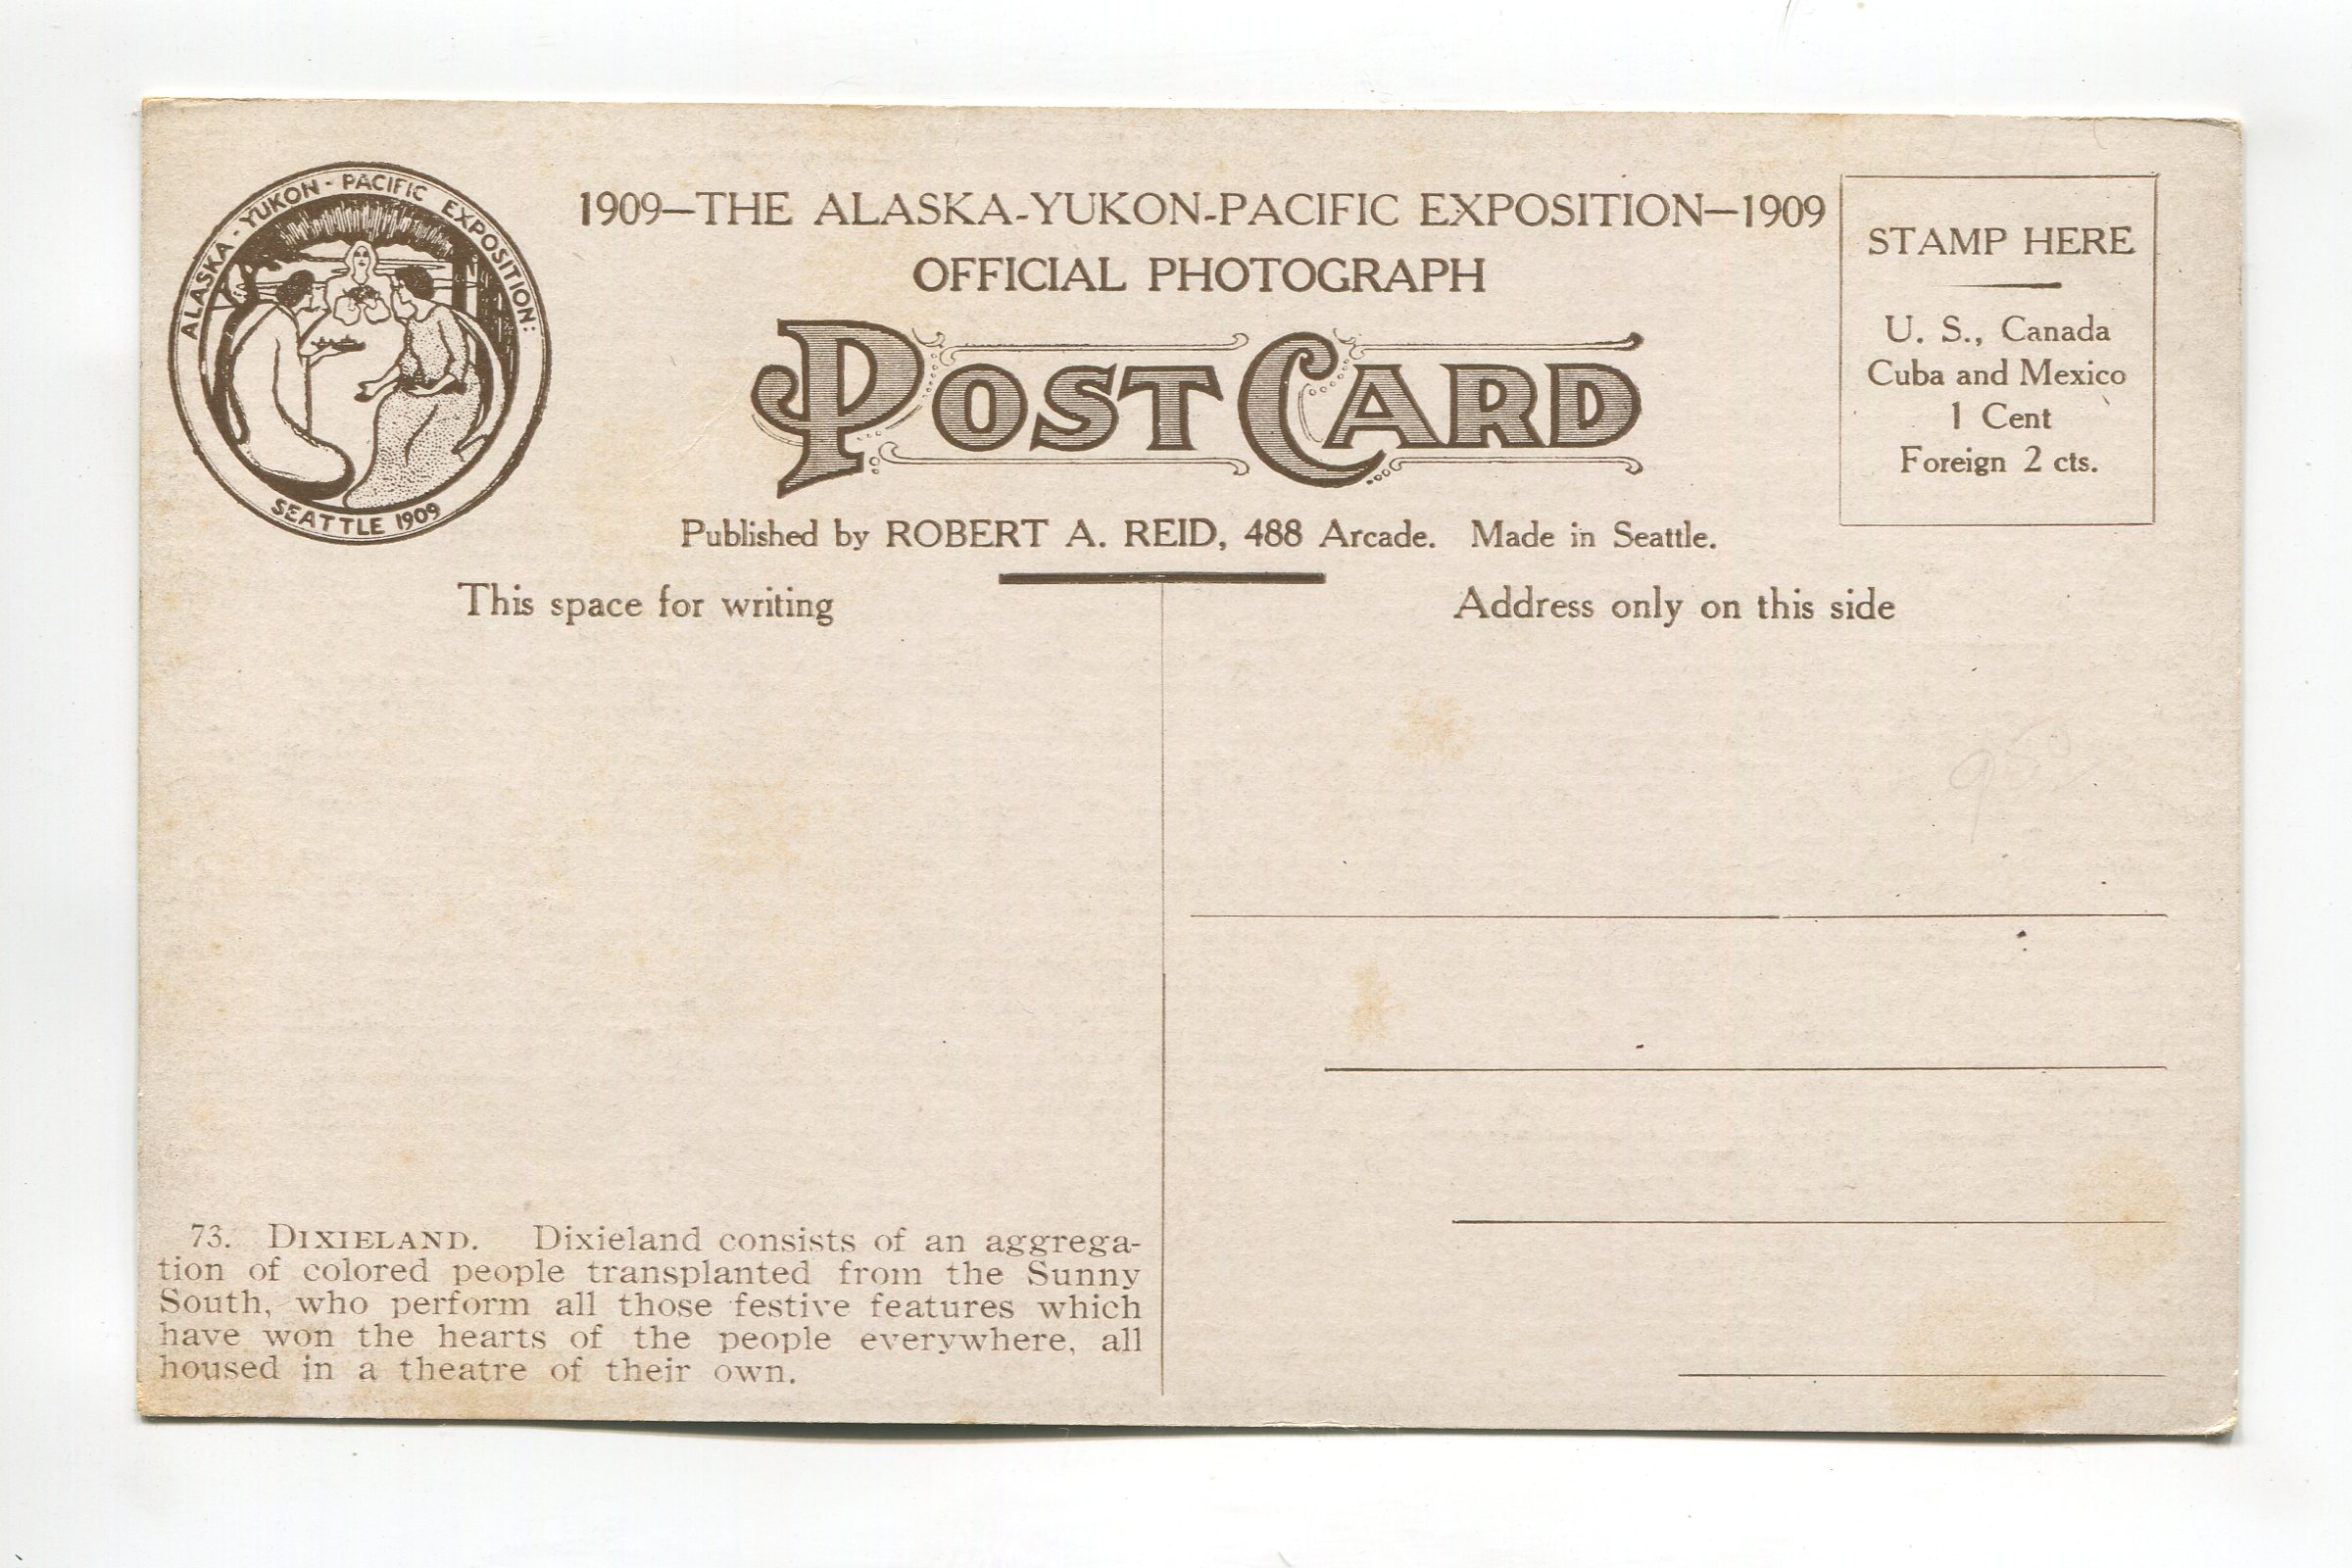 ALASKA-YUKON-PACIFIC EXPOSITION:
SEATTLE 1909
1909—THE ALASKA-YUKON-PACIFIC EXPOSITION—1909
OFFICIAL PHOTOGRAPH
POST CARD
Published by ROBERT A. REID, 488 Arcade. Made in Seattle.
STAMP HERE
U. S., Canada
Cuba and Mexico
1 Cent
Foreign 2 cts.
This space for writing
Address only on this side
73. DIXIELAND. Dixieland consists of an aggrega-
tion of colored people transplanted from the Sunny
South, who perform all those festive features which
have won the hearts of the people everywhere, all
housed in a theatre of their own.